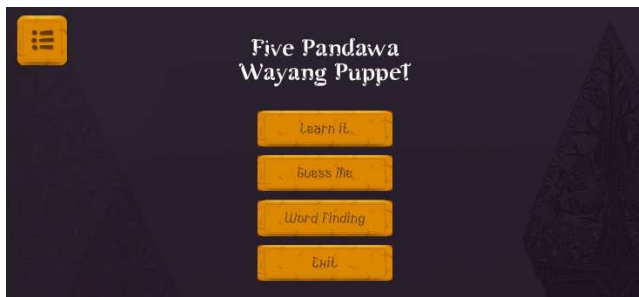 Five Pandawa
Wayang Puppet
Learn it
Guess Me
Word Finding
Exit